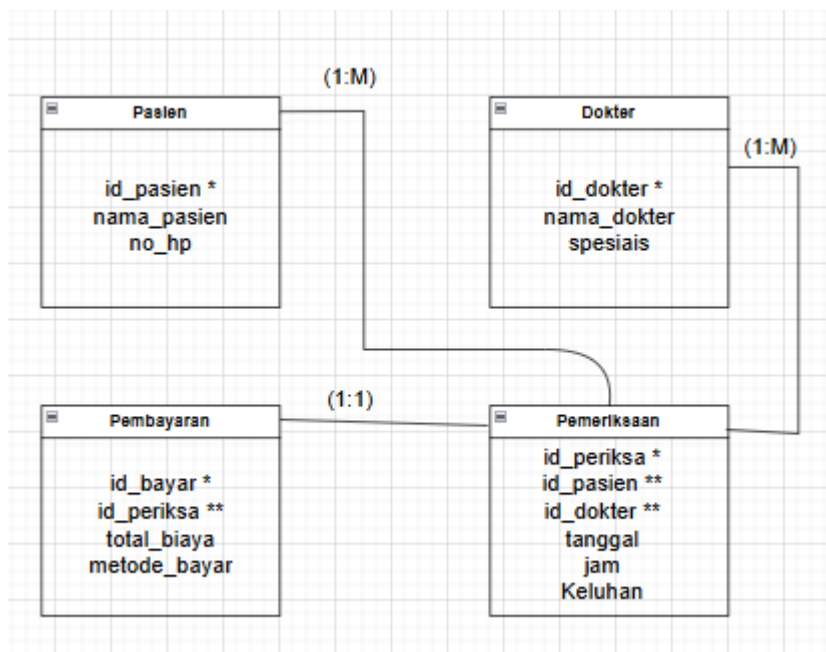 (1:M)
Pasien
id_pasien *
nama_pasien
no_hp
Dokter
(1:M)
id_dokter *
nama_dokter
spesiais
Pembayaran
(1:1)
id_bayar *
id_periksa **
total_biaya
metode_bayar
Pemeriksaan
id_periksa *
id_pasien **
id_dokter **
tanggal
jam
Keluhan